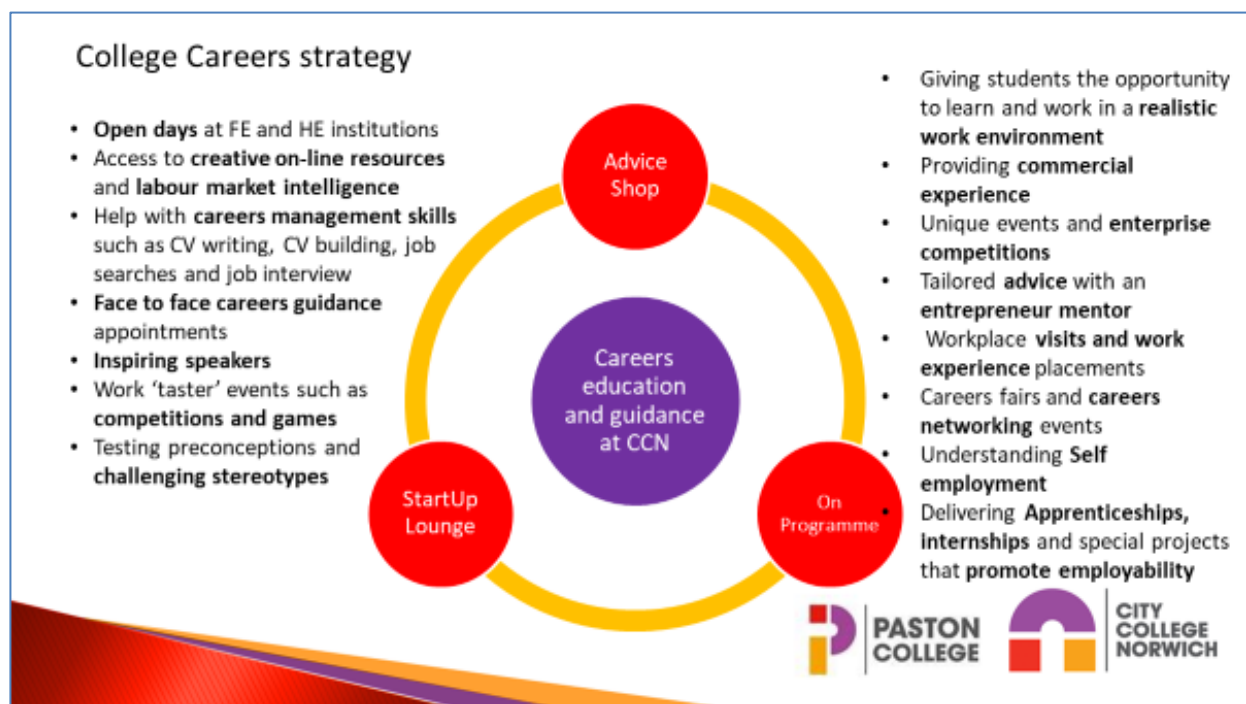 College Careers strategy
• Open days at FE and HE institutions
• Access to creative on-line resources
and labour market intelligence
• Help with careers management skills
such as CV writing, CV building, job
searches and job interview
• Face to face careers guidance
appointments
• Inspiring speakers
• Work ‘taster’ events such as
competitions and games
• Testing preconceptions and
challenging stereotypes
Advice
Shop
Careers
education
and guidance
at CCN
StartUp
Lounge
On
Programme
• Giving students the opportunity
to learn and work in a realistic
work environment
• Providing commercial
experience
• Unique events and enterprise
competitions
• Tailored advice with an
entrepreneur mentor
• Workplace visits and work
experience placements
• Careers fairs and careers
networking events
• Understanding Self
employment
• Delivering Apprenticeships,
internships and special projects
that promote employability
PASTON
COLLEGE
CITY
COLLEGE
NORWICH